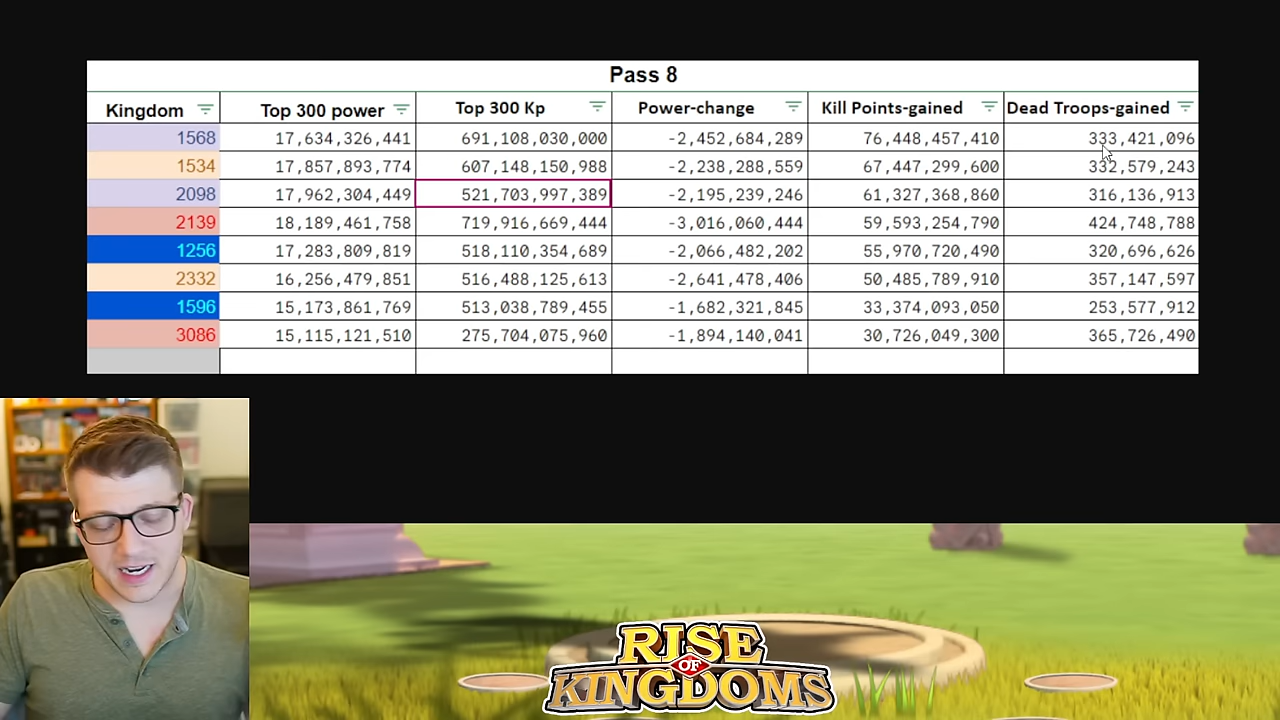 Pass 8
Kingdom Top 300 power Top 300 Kp Power-change Kill Points-gained Dead Troops-gained
1568 17,634,326,441 691,108,030,000 -2,452,684,289 76,448,457,410 333,421,096
1534 17,857,893,774 607,148,150,988 -2,238,288,559 67,447,299,600 332,579,243
2098 17,962,304,449 521,703,997,389 -2,195,239,246 61,327,368,860 316,136,913
2139 18,189,461,758 719,916,669,444 -3,016,060,444 59,593,254,790 424,748,788
1256 17,283,809,819 518,110,354,689 -2,066,482,202 55,970,720,490 320,696,626
2332 16,256,479,851 516,488,125,613 -2,641,478,406 50,485,789,910 357,147,597
1596 15,173,861,769 513,038,789,455 -1,682,321,845 33,374,093,050 253,577,912
3086 15,115,121,510 275,704,075,960 -1,894,140,041 30,726,049,300 365,726,490
RISE
OF
KINGDOMS